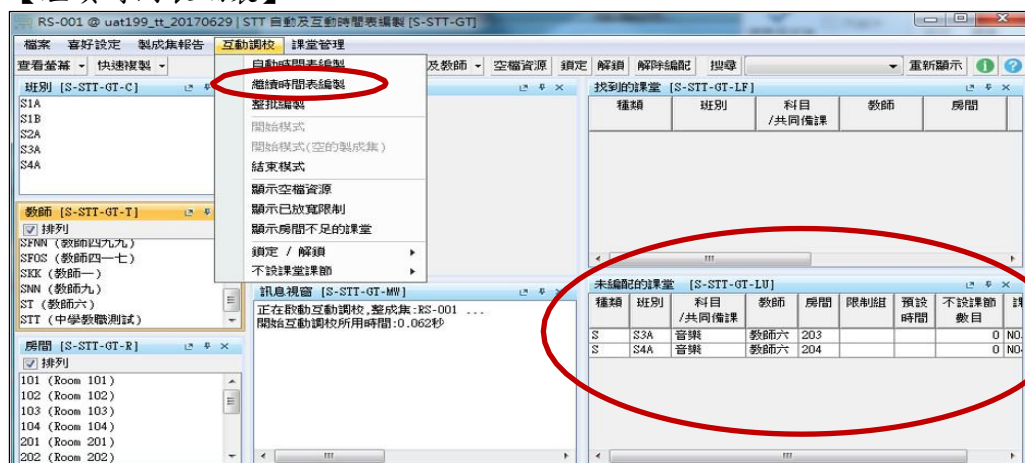 RS-001 @ uat199_tt_20170629 | STT 自動及互動時間表編製 [S-STT-GT]
檔案 喜好設定 製成集報告 互動調校 課堂管理
查看螢幕 快速複製 及教師 空檔資源 鎖定 解鎖 解除編配 搜尋 重新顯示
自動時間表編製
繼續時間表編製
整批編製
開始模式
開始模式(空的製成集)
結束模式
顯示空檔資源
顯示已放寬限制
顯示房間不足的課堂
鎖定 / 解鎖
不設課堂課節
班別 [S-STT-GT-C]
S1A
S1B
S2A
S3A
S4A
教師 [S-STT-GT-T]
排列
SFNN (教師四九九)
SFOS (教師四一七)
SKK (教師一)
SNN (教師九)
ST (教師六)
STT (中學教職測試)
房間 [S-STT-GT-R]
排列
101 (Room 101)
102 (Room 102)
103 (Room 103)
104 (Room 104)
201 (Room 201)
202 (Room 202)
訊息視窗 [S-STT-GT-MW]
正在啟動互動調校,整成集:RS-001 ...
開始互動調校所用時間:0.062秒
找到的課堂 [S-STT-GT-LF]
種類 班別 科目/共同備課 教師 房間
未編配的課堂 [S-STT-GT-LU]
種類 班別 科目/共同備課 教師 房間 限制組 預設時間 不設課節數目
S S3A 音樂 教師六 203 0 NO
S S4A 音樂 教師六 204 0 NO